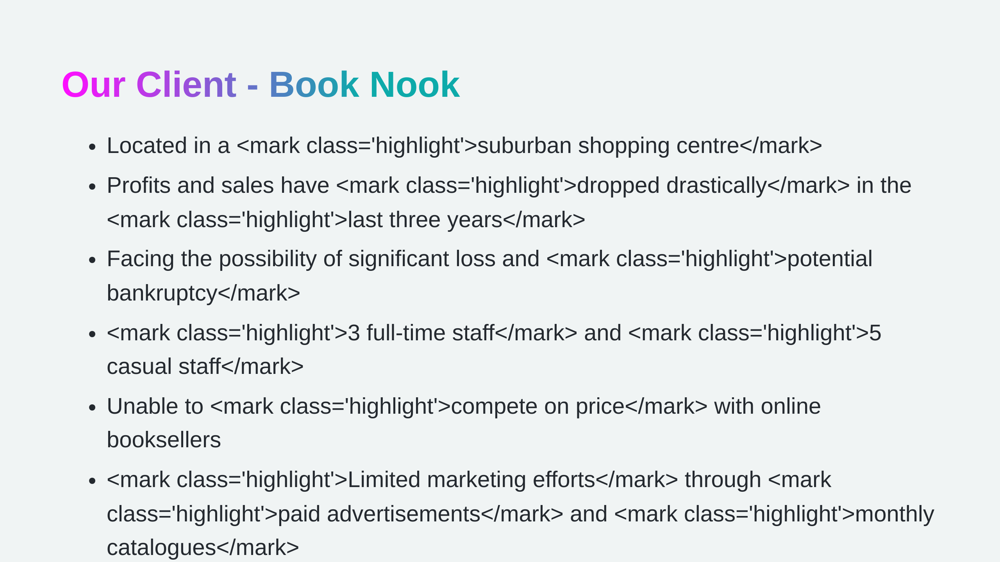 Our Client - Book Nook
• Located in a <mark class='highlight'>suburban shopping centre</mark>
• Profits and sales have <mark class='highlight'>dropped drastically</mark> in the
<mark class='highlight'>last three years</mark>
• Facing the possibility of significant loss and <mark class='highlight'>potential
bankruptcy</mark>
• <mark class='highlight'>3 full-time staff</mark> and <mark class='highlight'>5
casual staff</mark>
• Unable to <mark class='highlight'>compete on price</mark> with online
booksellers
• <mark class='highlight'>Limited marketing efforts</mark> through <mark
class='highlight'>paid advertisements</mark> and <mark class='highlight'>monthly
catalogues</mark>